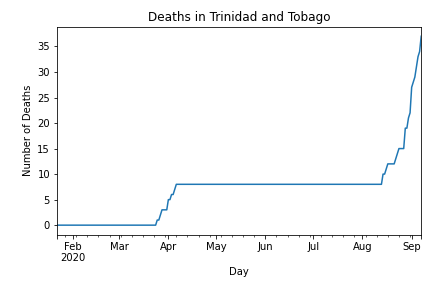 Deaths in Trinidad and Tobago
Number of Deaths
35
30
25
20
15
10
5
0
Feb Mar Apr May Jun Jul Aug Sep
2020
Day